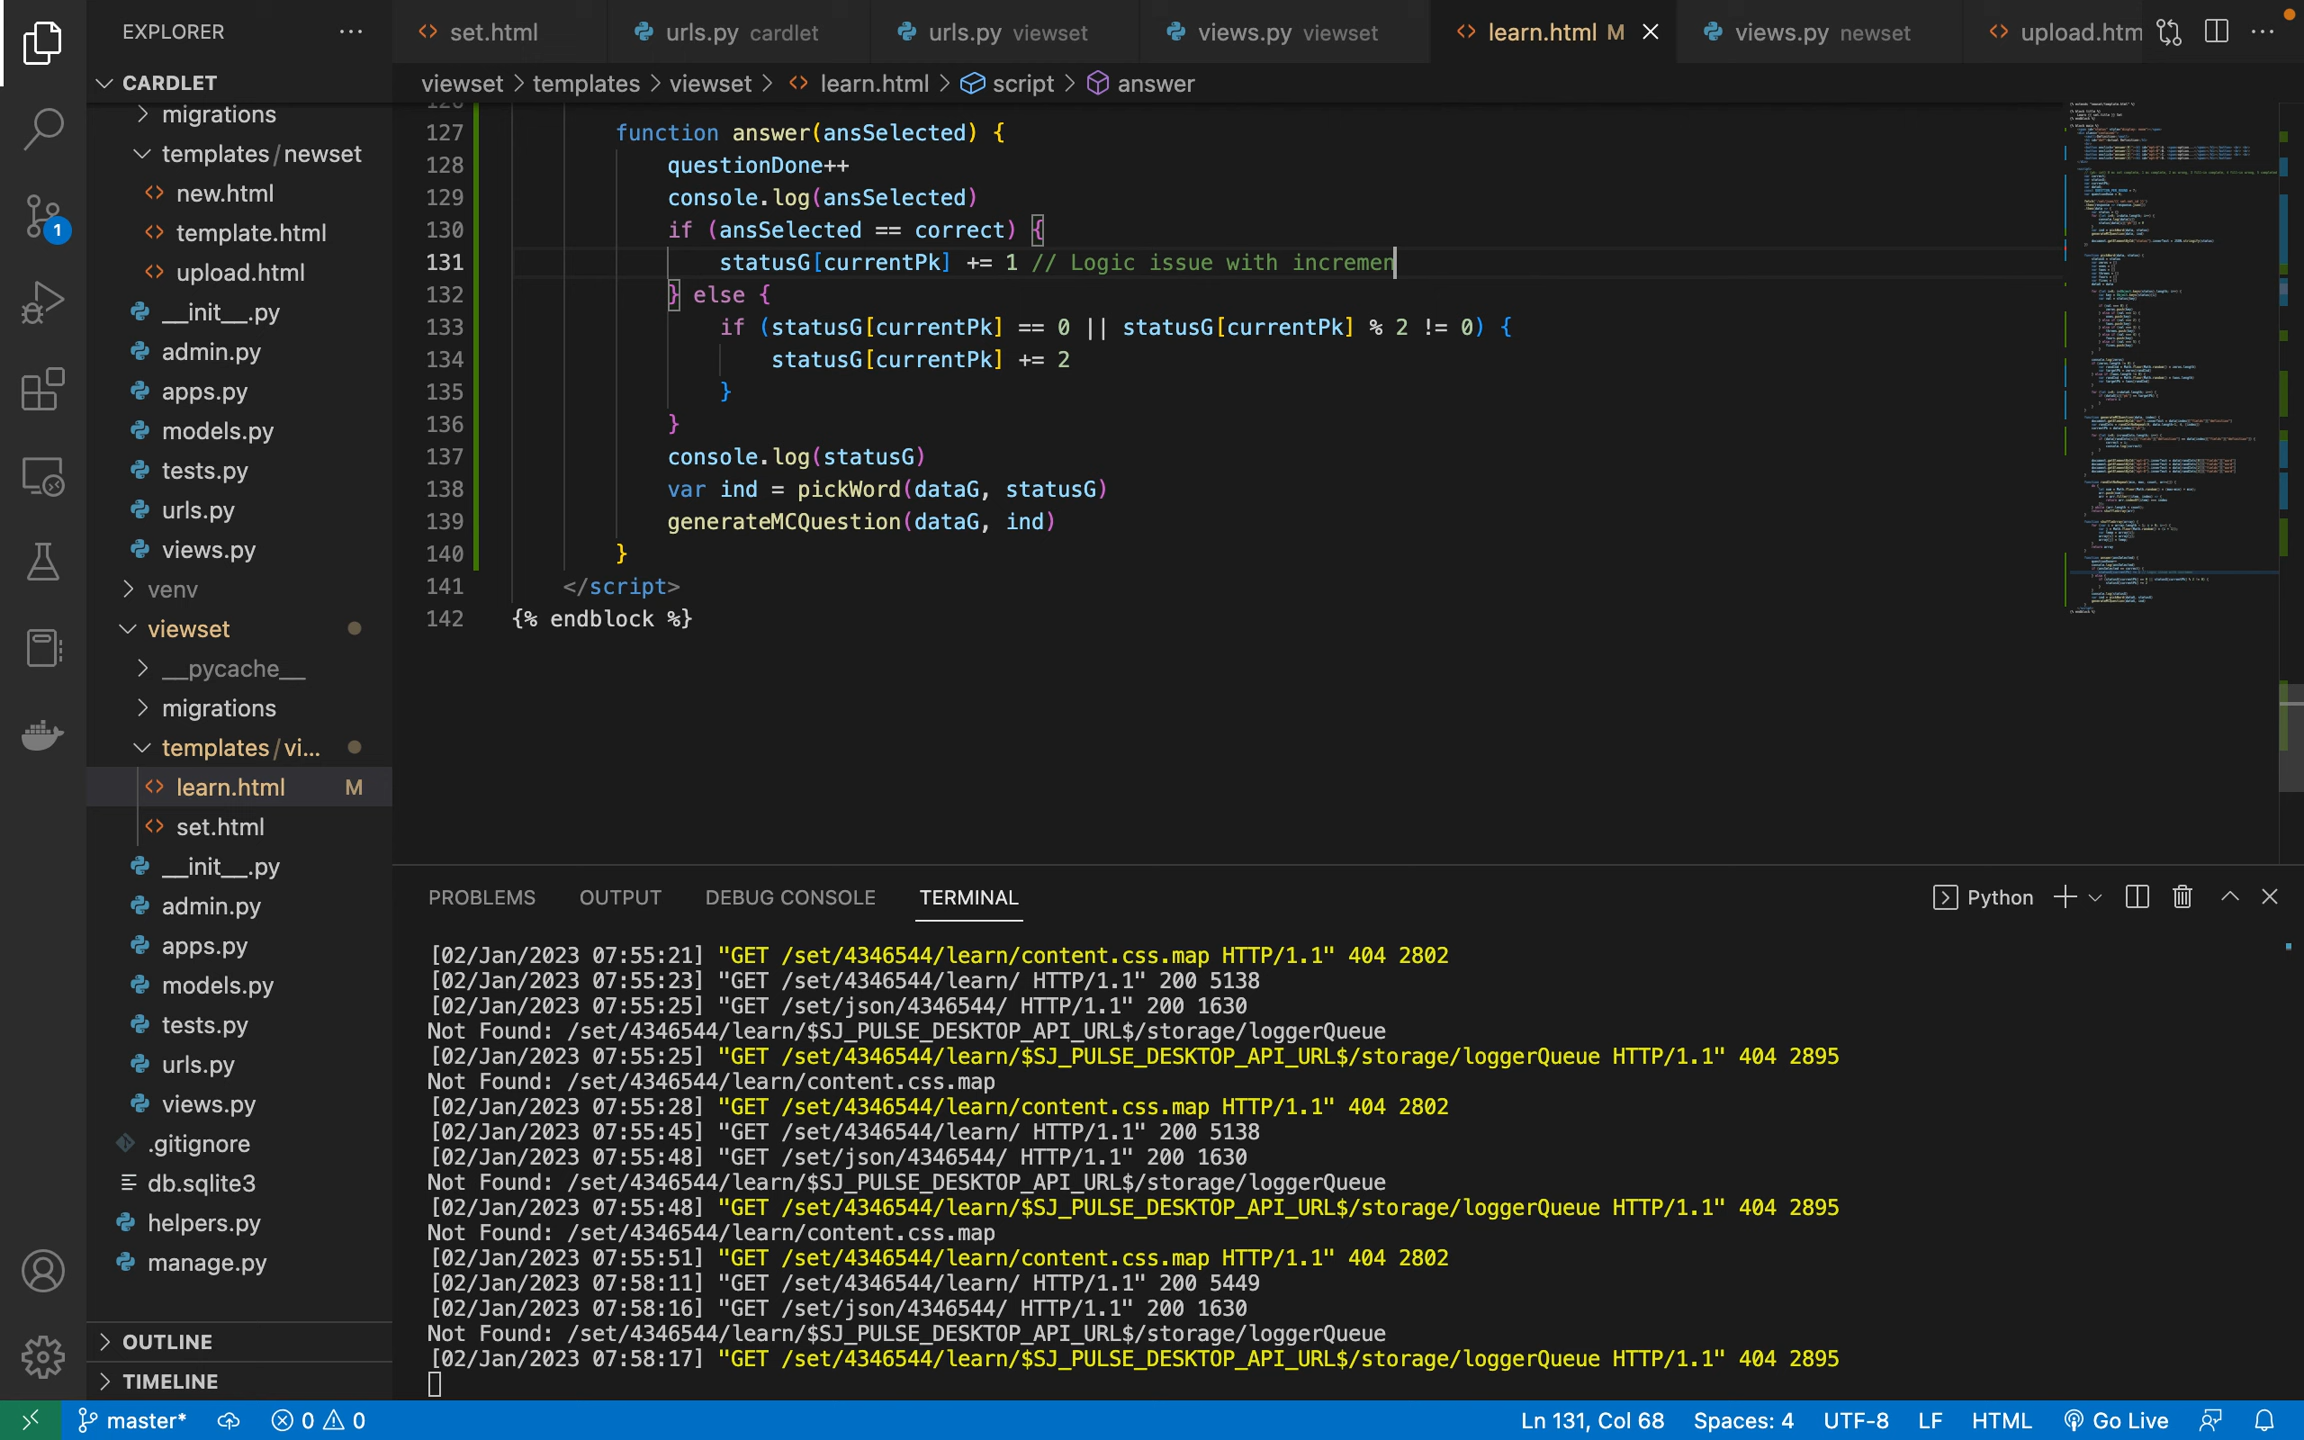 EXPLORER
set.html
urls.py cardlet
urls.py viewset
views.py viewset
learn.html M
views.py newset
upload.htm
CARDLET
viewset > templates > viewset > learn.html > script > answer
migrations
templates/newset
new.html
template.html
upload.html
__init__.py
admin.py
apps.py
models.py
tests.py
urls.py
views.py
venv
viewset
__pycache__
migrations
templates/vi...
learn.html M
set.html
__init__.py
admin.py
apps.py
models.py
tests.py
urls.py
views.py
.gitignore
db.sqlite3
helpers.py
manage.py
OUTLINE
TIMELINE
1
127 function answer(ansSelected) {
128 questionDone++
129 console.log(ansSelected)
130 if (ansSelected == correct) {
131 statusG[currentPk] += 1 // Logic issue with incremen
132 } else {
133 if (statusG[currentPk] == 0 || statusG[currentPk] % 2 != 0) {
134 statusG[currentPk] += 2
135 }
136 }
137 console.log(statusG)
138 var ind = pickWord(dataG, statusG)
139 generateMCQuestion(dataG, ind)
140 }
141 </script>
142 {% endblock %}
PROBLEMS OUTPUT DEBUG CONSOLE TERMINAL
Python
[02/Jan/2023 07:55:21] "GET /set/4346544/learn/content.css.map HTTP/1.1" 404 2802
[02/Jan/2023 07:55:23] "GET /set/4346544/learn/ HTTP/1.1" 200 5138
[02/Jan/2023 07:55:25] "GET /set/json/4346544/ HTTP/1.1" 200 1630
Not Found: /set/4346544/learn/$SJ_PULSE_DESKTOP_API_URL$/storage/loggerQueue
[02/Jan/2023 07:55:25] "GET /set/4346544/learn/$SJ_PULSE_DESKTOP_API_URL$/storage/loggerQueue HTTP/1.1" 404 2895
Not Found: /set/4346544/learn/content.css.map
[02/Jan/2023 07:55:28] "GET /set/4346544/learn/content.css.map HTTP/1.1" 404 2802
[02/Jan/2023 07:55:45] "GET /set/4346544/learn/ HTTP/1.1" 200 5138
[02/Jan/2023 07:55:48] "GET /set/json/4346544/ HTTP/1.1" 200 1630
Not Found: /set/4346544/learn/$SJ_PULSE_DESKTOP_API_URL$/storage/loggerQueue
[02/Jan/2023 07:55:48] "GET /set/4346544/learn/$SJ_PULSE_DESKTOP_API_URL$/storage/loggerQueue HTTP/1.1" 404 2895
Not Found: /set/4346544/learn/content.css.map
[02/Jan/2023 07:55:51] "GET /set/4346544/learn/content.css.map HTTP/1.1" 404 2802
[02/Jan/2023 07:58:11] "GET /set/4346544/learn/ HTTP/1.1" 200 5449
[02/Jan/2023 07:58:16] "GET /set/json/4346544/ HTTP/1.1" 200 1630
Not Found: /set/4346544/learn/$SJ_PULSE_DESKTOP_API_URL$/storage/loggerQueue
[02/Jan/2023 07:58:17] "GET /set/4346544/learn/$SJ_PULSE_DESKTOP_API_URL$/storage/loggerQueue HTTP/1.1" 404 2895
master* 0 0 Ln 131, Col 68 Spaces: 4 UTF-8 LF HTML Go Live